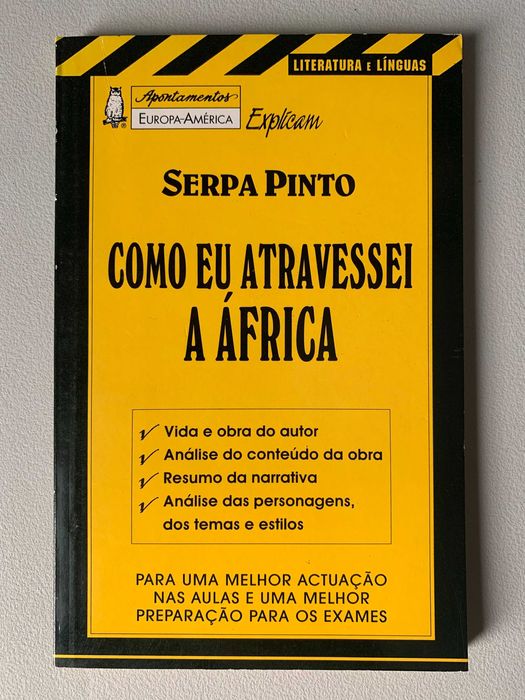 LITERATURA E LÍNGUAS
Apontamentos
EUROPA-AMÉRICA
Explicam
SERPA PINTO
COMO EU ATRAVESSEI
A ÁFRICA
Vida e obra do autor
Análise do conteúdo da obra
Resumo da narrativa
Análise das personagens,
dos temas e estilos
PARA UMA MELHOR ACTUAÇÃO
NAS AULAS E UMA MELHOR
PREPARAÇÃO PARA OS EXAMES